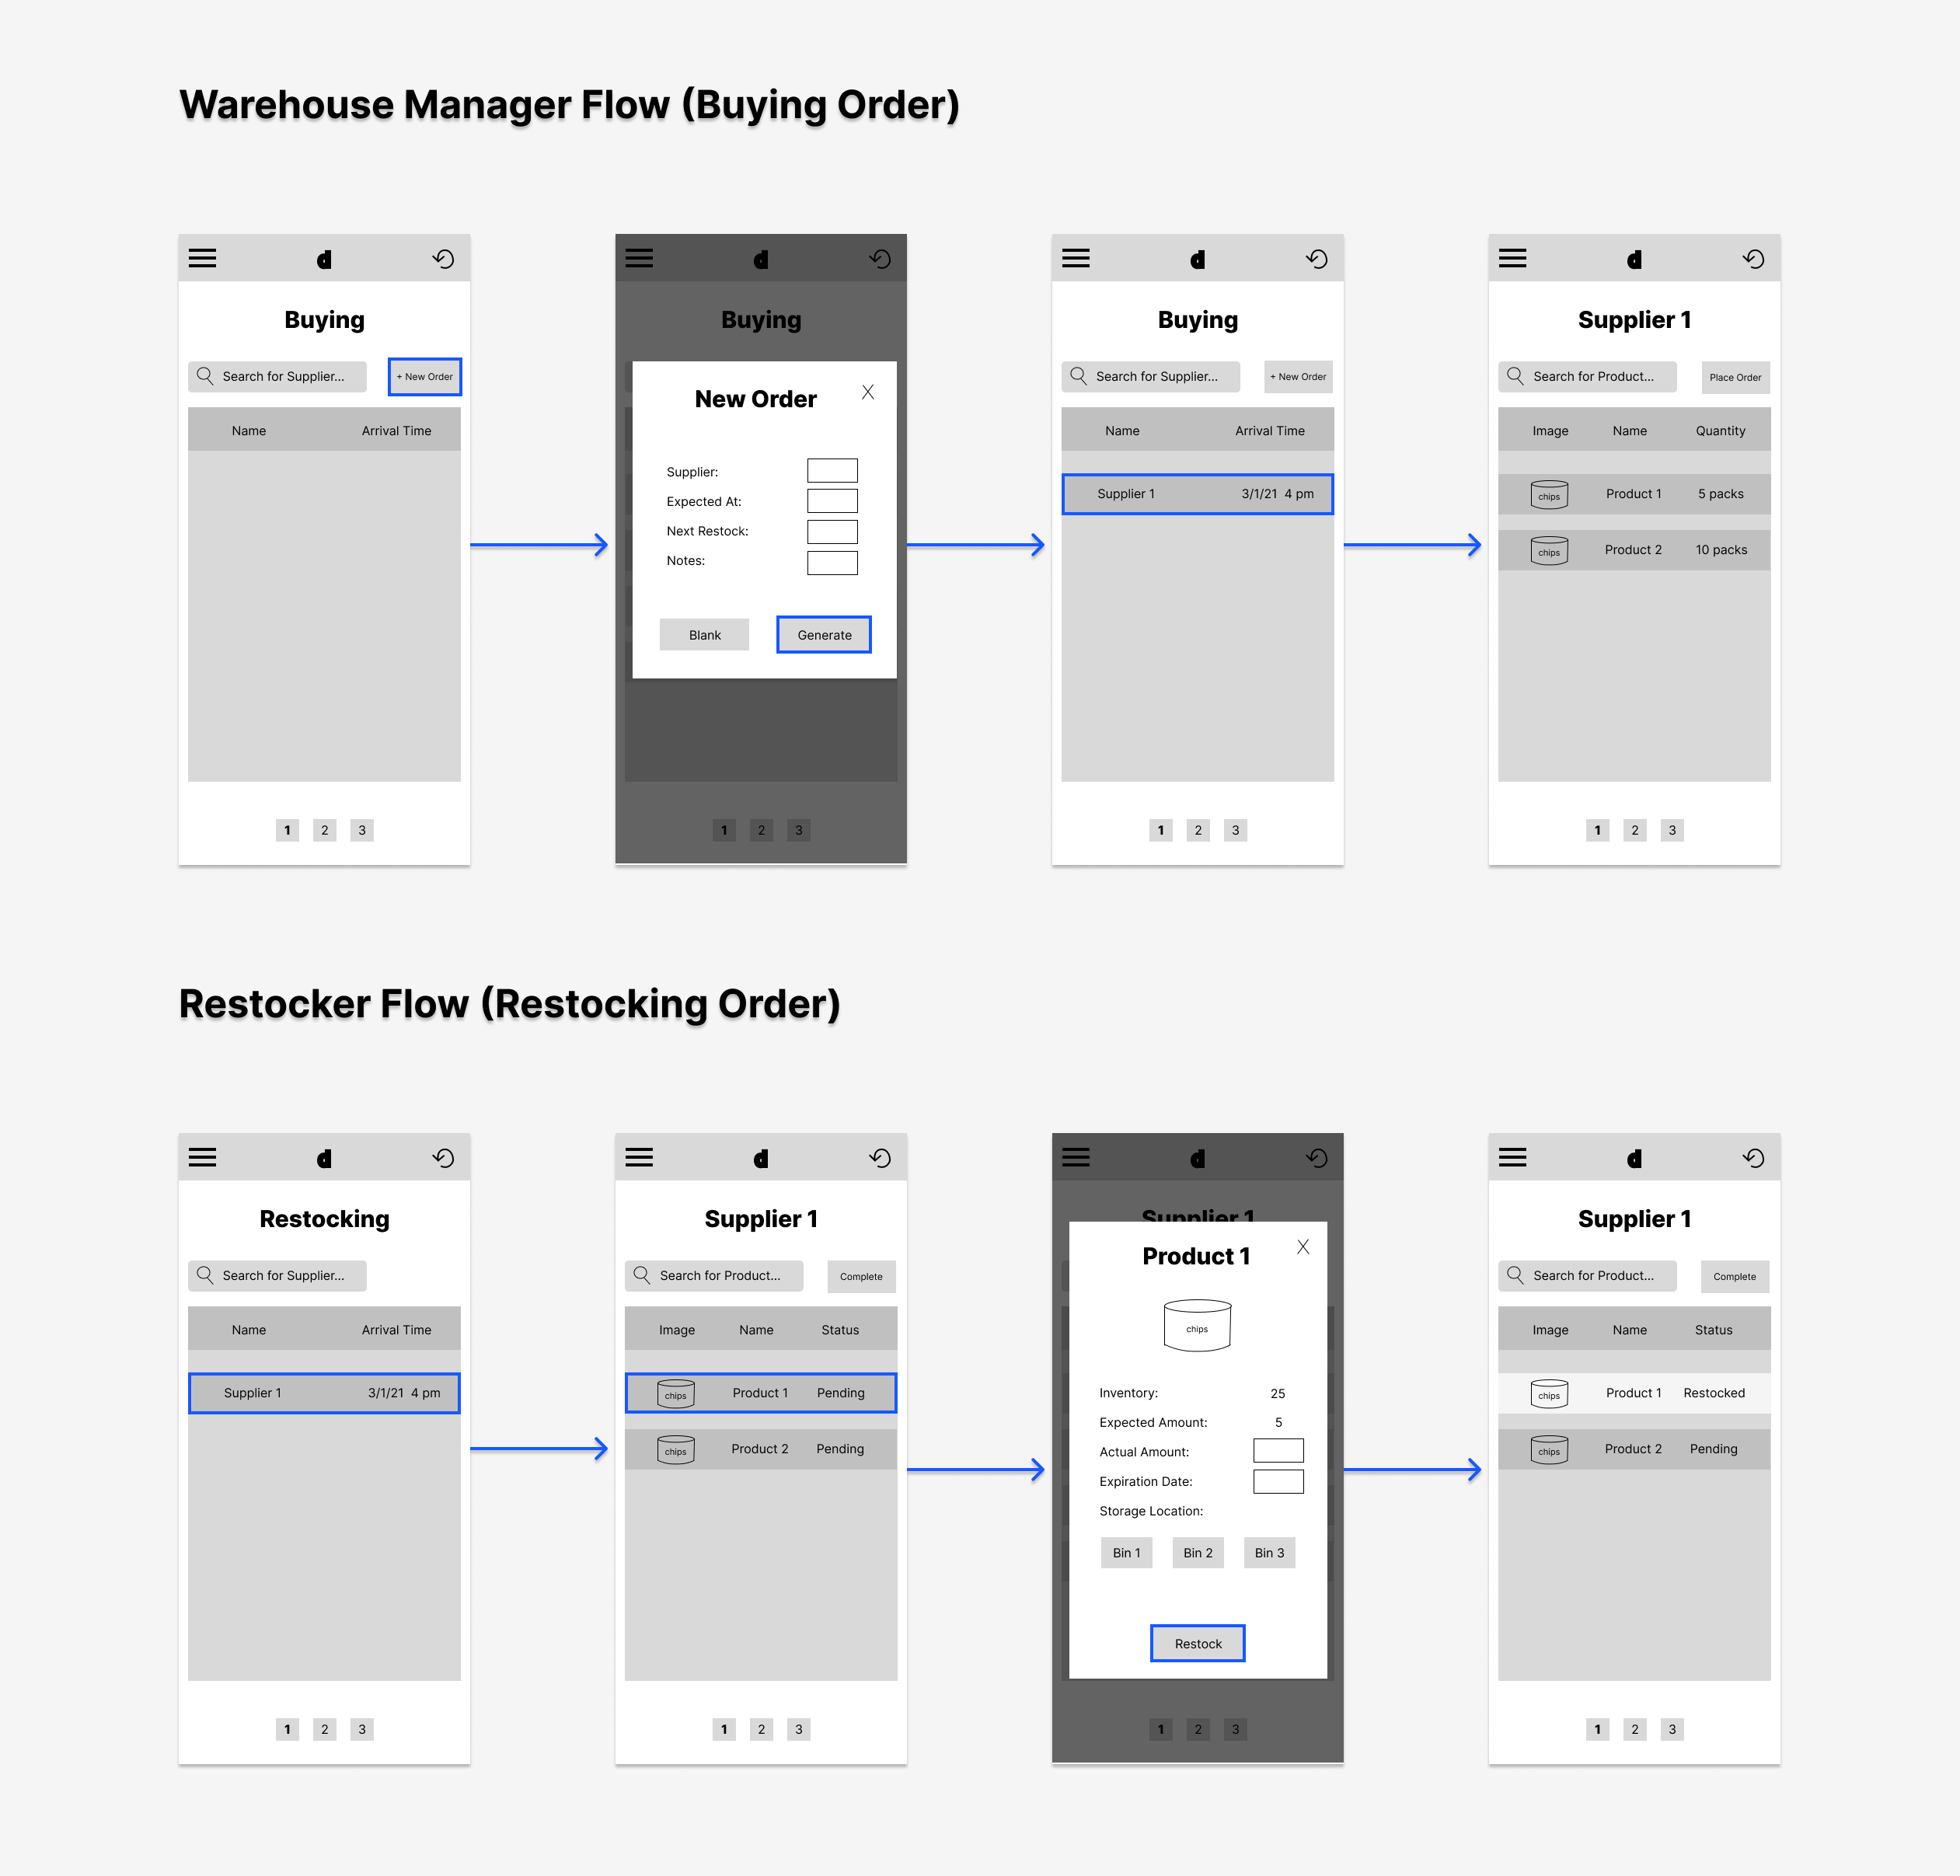 Warehouse Manager Flow (Buying Order)
d
Buying
Search for Supplier...
+ New Order
Name Arrival Time
1 2 3
d
Buying
New Order X
Supplier:
Expected At:
Next Restock:
Notes:
Blank Generate
1 2 3
d
Buying
Search for Supplier...
+ New Order
Name Arrival Time
Supplier 1 3/1/21 4 pm
1 2 3
d
Supplier 1
Search for Product...
Place Order
Image Name Quantity
chips Product 1 5 packs
chips Product 2 10 packs
1 2 3
Restocker Flow (Restocking Order)
d
Restocking
Search for Supplier...
Name Arrival Time
Supplier 1 3/1/21 4 pm
1 2 3
d
Supplier 1
Search for Product...
Complete
Image Name Status
chips Product 1 Pending
chips Product 2 Pending
1 2 3
d
Supplier 1
Product 1 X
chips
Inventory: 25
Expected Amount: 5
Actual Amount:
Expiration Date:
Storage Location:
Bin 1 Bin 2 Bin 3
Restock
1 2 3
d
Supplier 1
Search for Product...
Complete
Image Name Status
chips Product 1 Restocked
chips Product 2 Pending
1 2 3